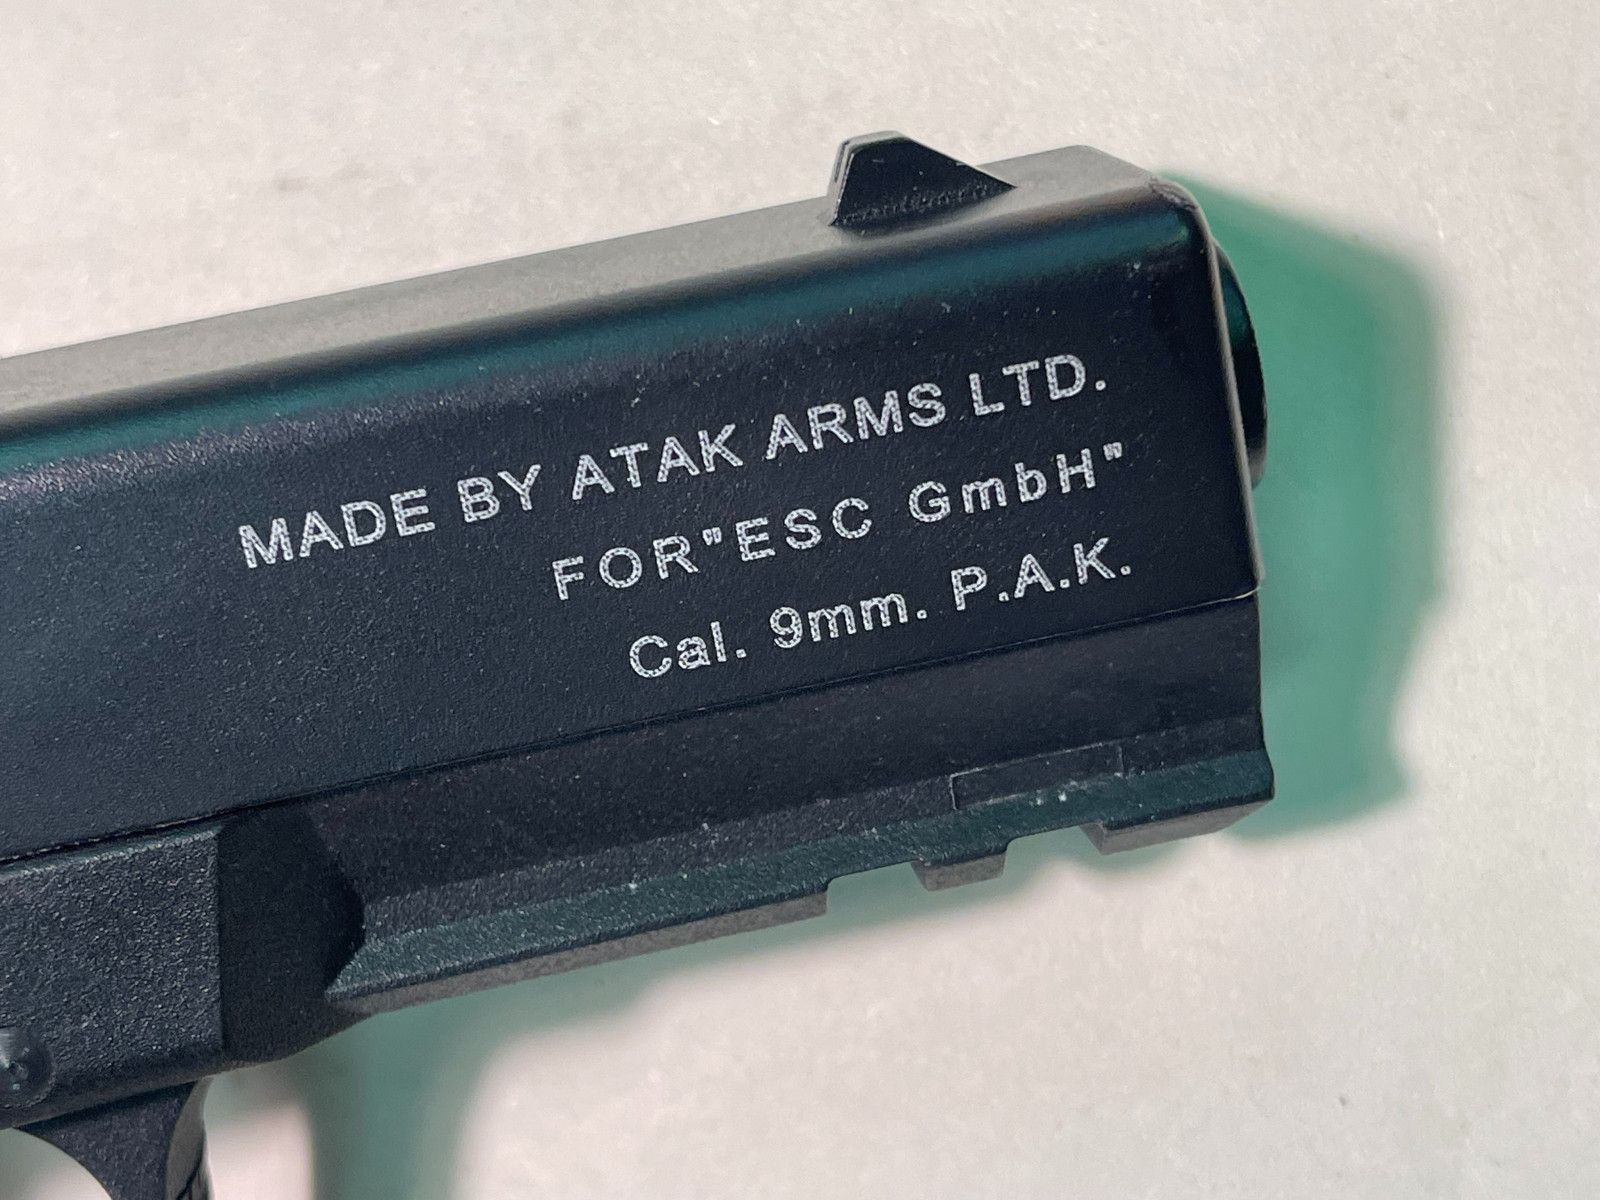 MADE BY ATAK ARMS LTD.
FOR"ESC GmbH"
Cal. 9mm. P.A.K.